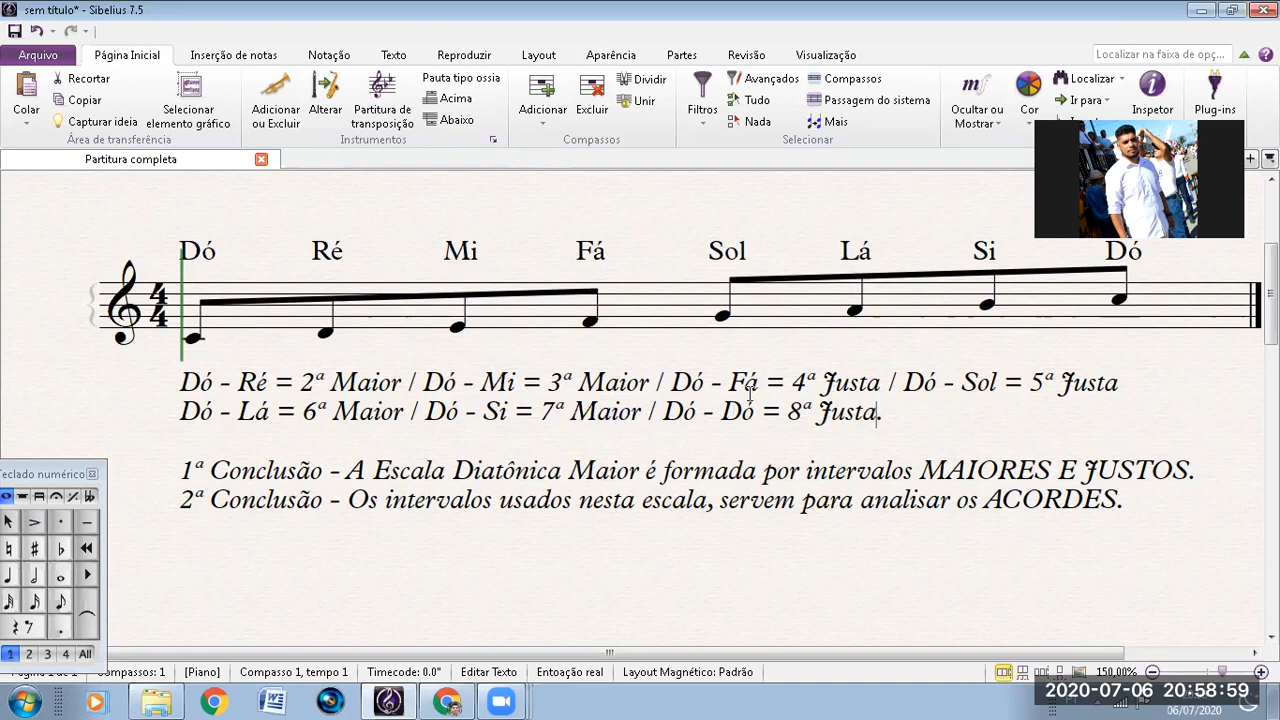 sem título* - Sibelius 7.5
Arquivo Página Inicial Inserção de notas Notação Texto Reproduzir Layout Aparência Partes Revisão Visualização Localizar na faixa de opç...
Colar
Recortar
Copiar
Capturar ideia
Área de transferência
Selecionar
elemento gráfico
Adicionar
ou Excluir
Alterar
Partitura de
transposição
Pauta tipo ossia
Acima
Abaixo
Instrumentos
Adicionar
Excluir
Dividir
Unir
Compassos
Filtros
Avançados
Tudo
Nada
Compassos
Passagem do sistema
Mais
Selecionar
Ocultar ou
Mostrar
Cor
Localizar
Ir para
Inspetor
Plug-ins
Partitura completa
Dó Ré Mi Fá Sol Lá Si Dó
4
4
Dó - Ré = 2ª Maior / Dó - Mi = 3ª Maior / Dó - Fá = 4ª Justa / Dó - Sol = 5ª Justa
Dó - Lá = 6ª Maior / Dó - Si = 7ª Maior / Dó - Dó = 8ª Justa.
1ª Conclusão - A Escala Diatônica Maior é formada por intervalos MAIORES E JUSTOS.
2ª Conclusão - Os intervalos usados nesta escala, servem para analisar os ACORDES.
Teclado numérico
1 2 3 4 All
Compassos: 1 [Piano] Compasso 1, tempo 1 Timecode: 0.0" Editar Texto Entoação real Layout Magnético: Padrão 150,00%
2020-07-06 20:58:59
06/07/2020